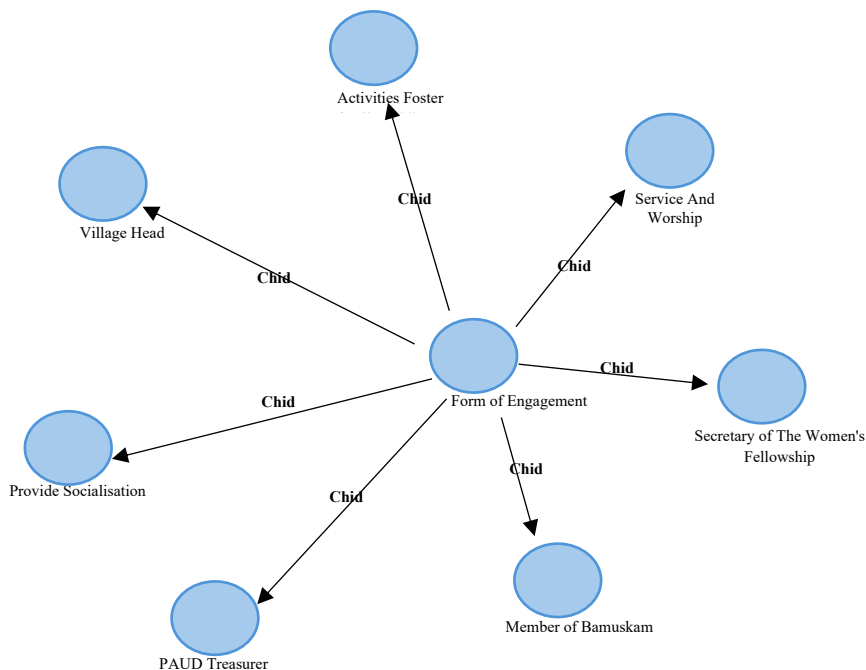 Activities Foster
Chid
Service And
Worship
Village Head
Chid
Chid
Form of Engagement
Chid
Secretary of The Women's
Fellowship
Chid
Provide Socialisation
Chid
Chid
Member of Bamuskam
PAUD Treasurer